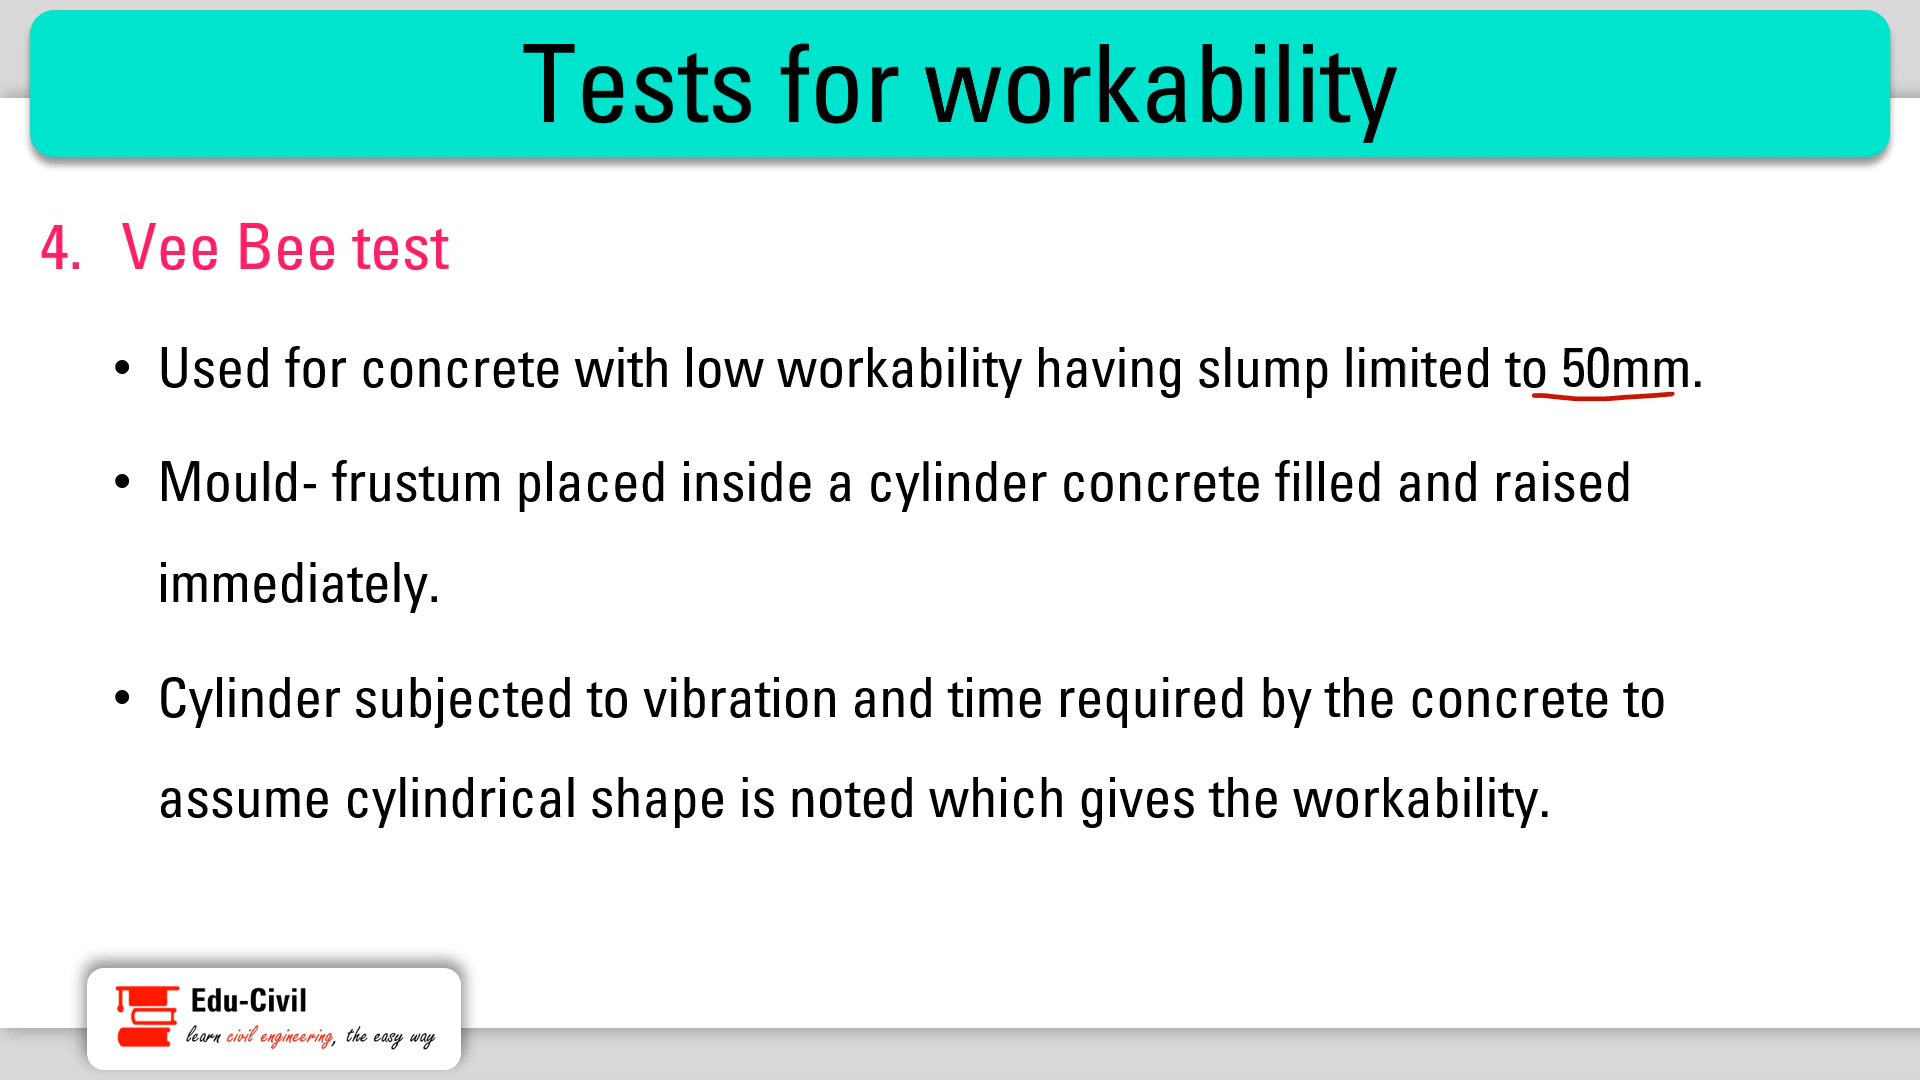 Tests for workability
4. Vee Bee test
• Used for concrete with low workability having slump limited to 50mm.
• Mould- frustum placed inside a cylinder concrete filled and raised
immediately.
• Cylinder subjected to vibration and time required by the concrete to
assume cylindrical shape is noted which gives the workability.
Edu-Civil
learn civil engineering, the easy way